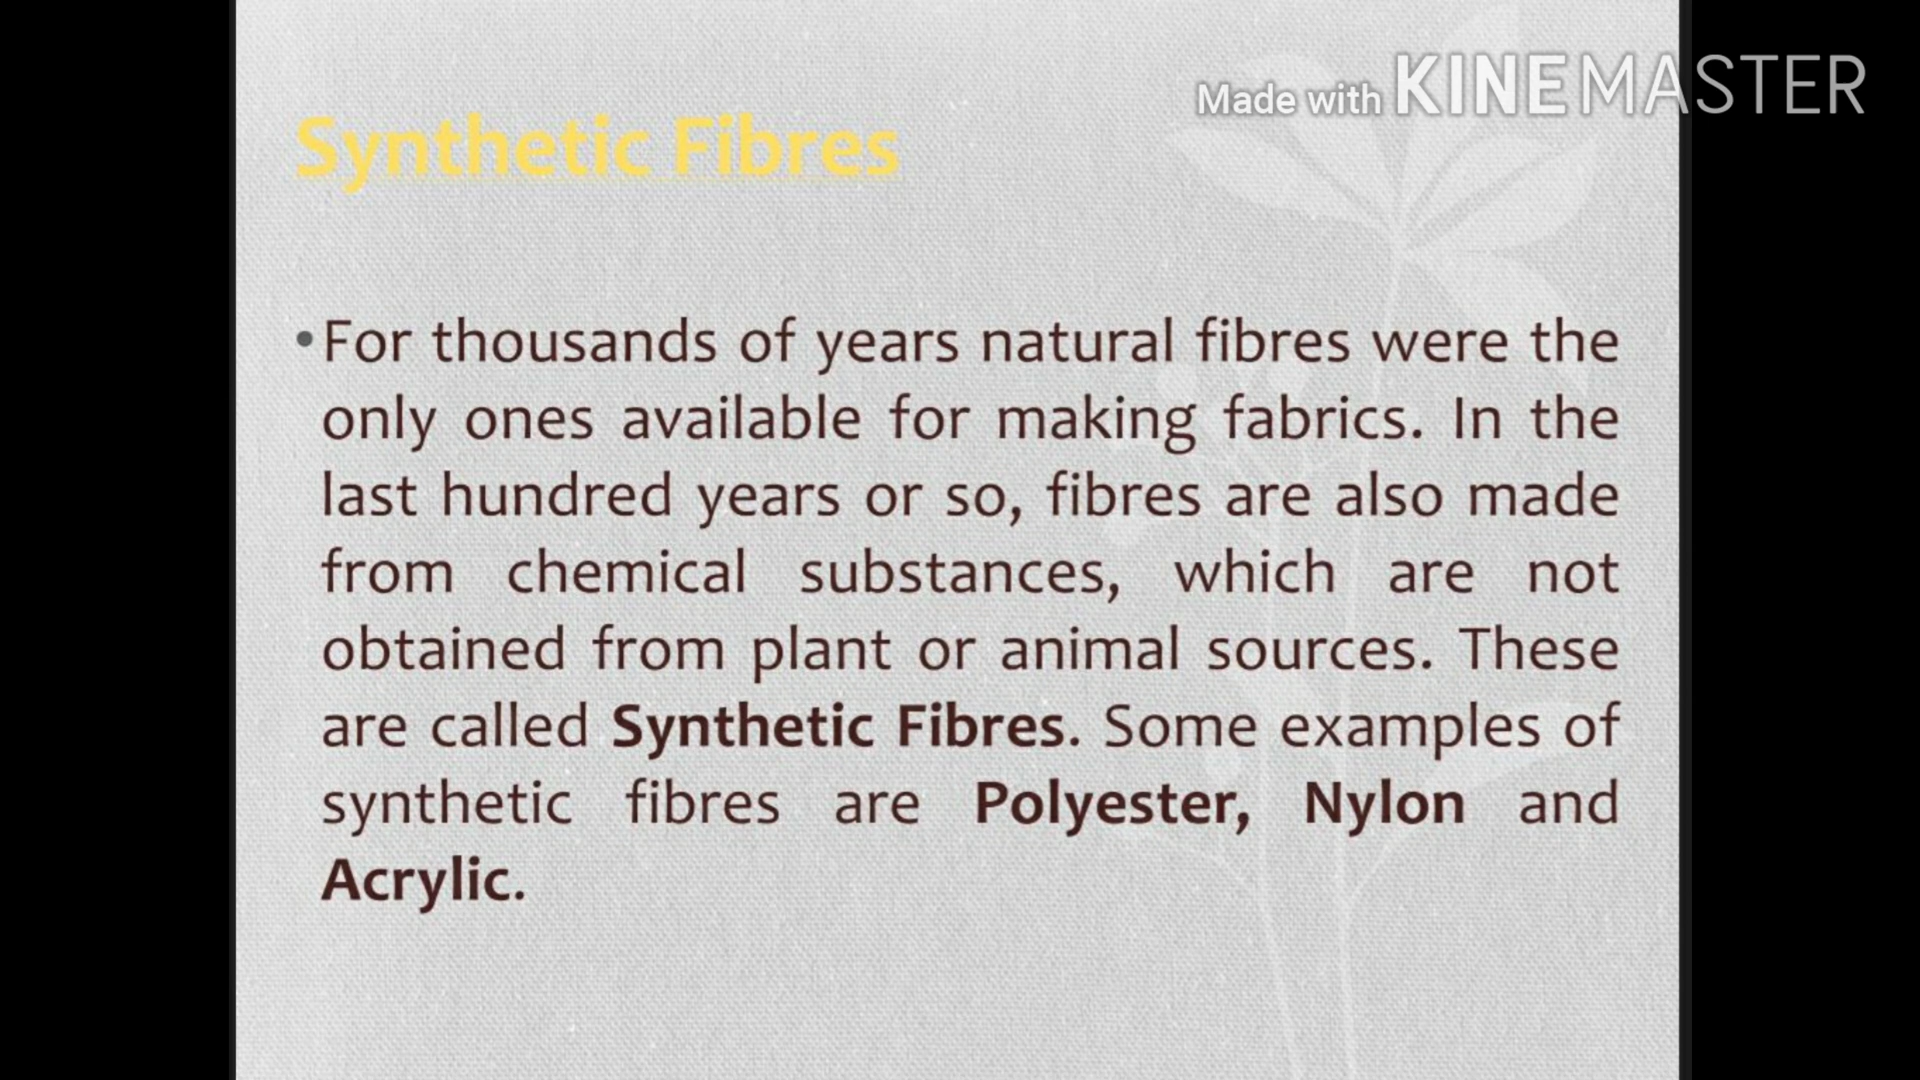 Made with KINEMASTER
Synthetic Fibres
•For thousands of years natural fibres were the
only ones available for making fabrics. In the
last hundred years or so, fibres are also made
from chemical substances, which are not
obtained from plant or animal sources. These
are called Synthetic Fibres. Some examples of
synthetic fibres are Polyester, Nylon and
Acrylic.